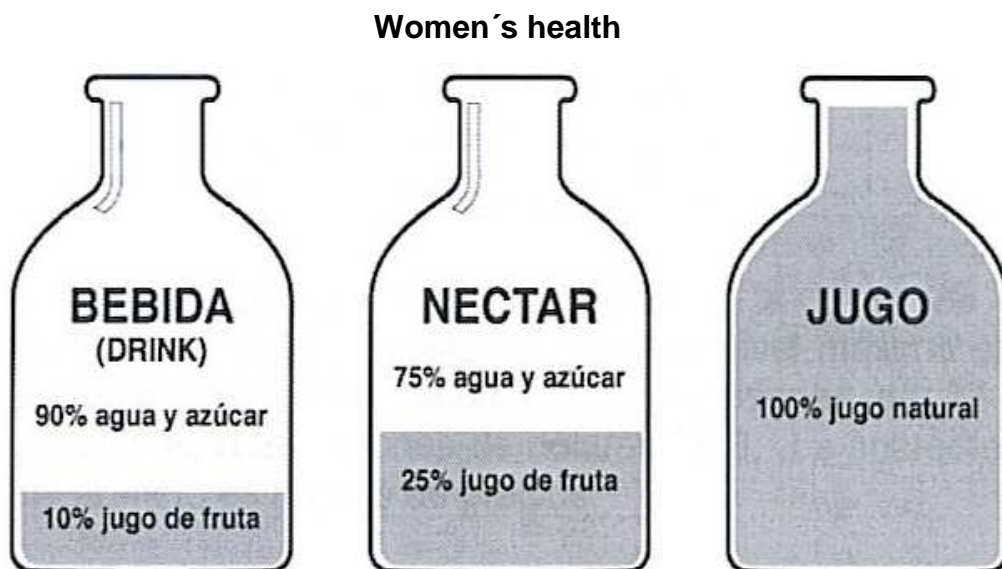 Women´s health
BEBIDA
(DRINK)
90% agua y azúcar
10% jugo de fruta
NECTAR
75% agua y azúcar
25% jugo de fruta
JUGO
100% jugo natural